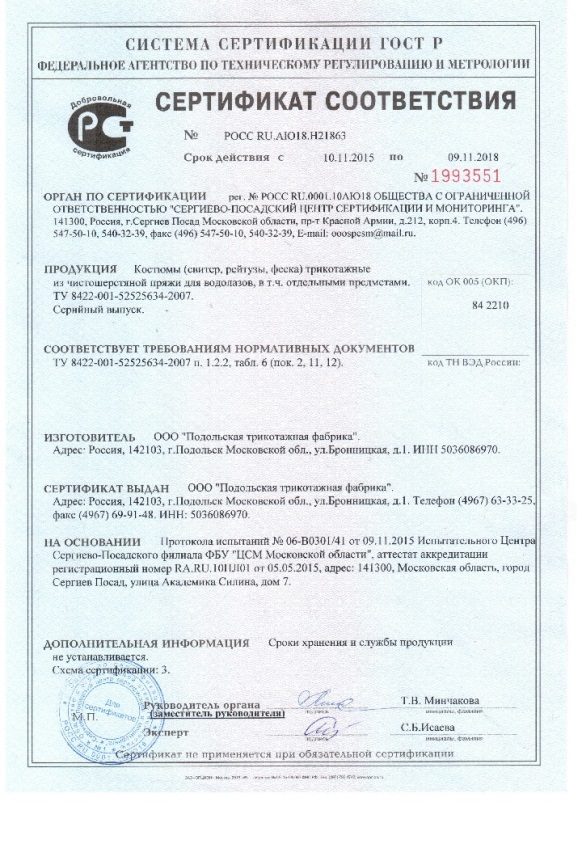 СИСТЕМА СЕРТИФИКАЦИИ ГОСТ Р
ФЕДЕРАЛЬНОЕ АГЕНТСТВО ПО ТЕХНИЧЕСКОМУ РЕГУЛИРОВАНИЮ И МЕТРОЛОГИИ
Добровольная
РСТ
сертификация
СЕРТИФИКАТ СООТВЕТСТВИЯ
№ РОСС RU.АЮ18.Н21863
Срок действия с 10.11.2015 по 09.11.2018
№ 1993551
ОРГАН ПО СЕРТИФИКАЦИИ рег. № РОСС RU.0001.10АЮ18 ОБЩЕСТВА С ОГРАНИЧЕННОЙ
ОТВЕТСТВЕННОСТЬЮ "СЕРГИЕВО-ПОСАДСКИЙ ЦЕНТР СЕРТИФИКАЦИИ И МОНИТОРИНГА".
141300, Россия, г.Сергиев Посад Московской области, пр-т Красной Армии, д.212, корп.4. Телефон (496)
547-50-10, 540-32-39, факс (496) 547-50-10, 540-32-39, E-mail: ooospcsm@mail.ru.
ПРОДУКЦИЯ Костюмы (свитер, рейтузы, феска) трикотажные
из чистошерстяной пряжи для водолазов, в т.ч. отдельными предметами.
ТУ 8422-001-52525634-2007.
Серийный выпуск.
код ОК 005 (ОКП):
84 2210
СООТВЕТСТВУЕТ ТРЕБОВАНИЯМ НОРМАТИВНЫХ ДОКУМЕНТОВ
ТУ 8422-001-52525634-2007 п. 1.2.2, табл. 6 (пок. 2, 11, 12).
код ТН ВЭД России:
ИЗГОТОВИТЕЛЬ ООО "Подольская трикотажная фабрика".
Адрес: Россия, 142103, г.Подольск Московской обл., ул.Бронницкая, д.1. ИНН 5036086970.
СЕРТИФИКАТ ВЫДАН ООО "Подольская трикотажная фабрика".
Адрес: Россия, 142103, г.Подольск Московской обл., ул.Бронницкая, д.1. Телефон (4967) 63-33-25,
факс (4967) 69-91-48. ИНН: 5036086970.
НА ОСНОВАНИИ Протокола испытаний № 06-В0301/41 от 09.11.2015 Испытательного Центра
Сергиево-Посадского филиала ФБУ "ЦСМ Московской области", аттестат аккредитации
регистрационный номер от 05.05.2015, адрес: 141300, Московская область, город
Сергиев Посад, улица Академика Силина, дом 7.
ДОПОЛНИТЕЛЬНАЯ ИНФОРМАЦИЯ Сроки хранения и службы продукции
не устанавливается.
Схема сертификации: 3.
Для
сертификатов
М.П.
Руководитель органа
(заместитель руководителя)
подпись
Т.В. Минчакова
инициалы, фамилия
Эксперт
подпись
С.Б.Исаева
инициалы, фамилия
Сертификат не применяется при обязательной сертификации